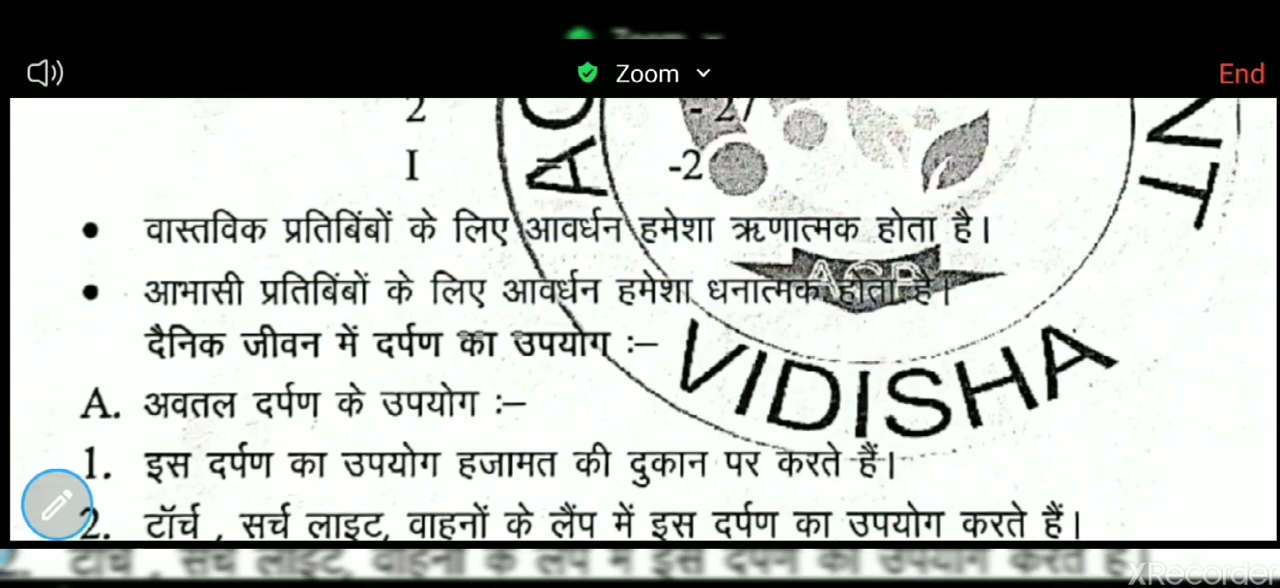 Zoom
End
2 - 27
I = -2
• वास्तविक प्रतिबिंबों के लिए आवर्धन हमेशा ऋणात्मक होता है।
• आभासी प्रतिबिंबों के लिए आवर्धन हमेशा धनात्मक होता है।
दैनिक जीवन में दर्पण का उपयोग :–
A. अवतल दर्पण के उपयोग :–
1. इस दर्पण का उपयोग हजामत की दुकान पर करते हैं।
2. टॉर्च , सर्च लाइट, वाहनों के लैंप में इस दर्पण का उपयोग करते हैं।
ACP
VIDISHA
XRecorder